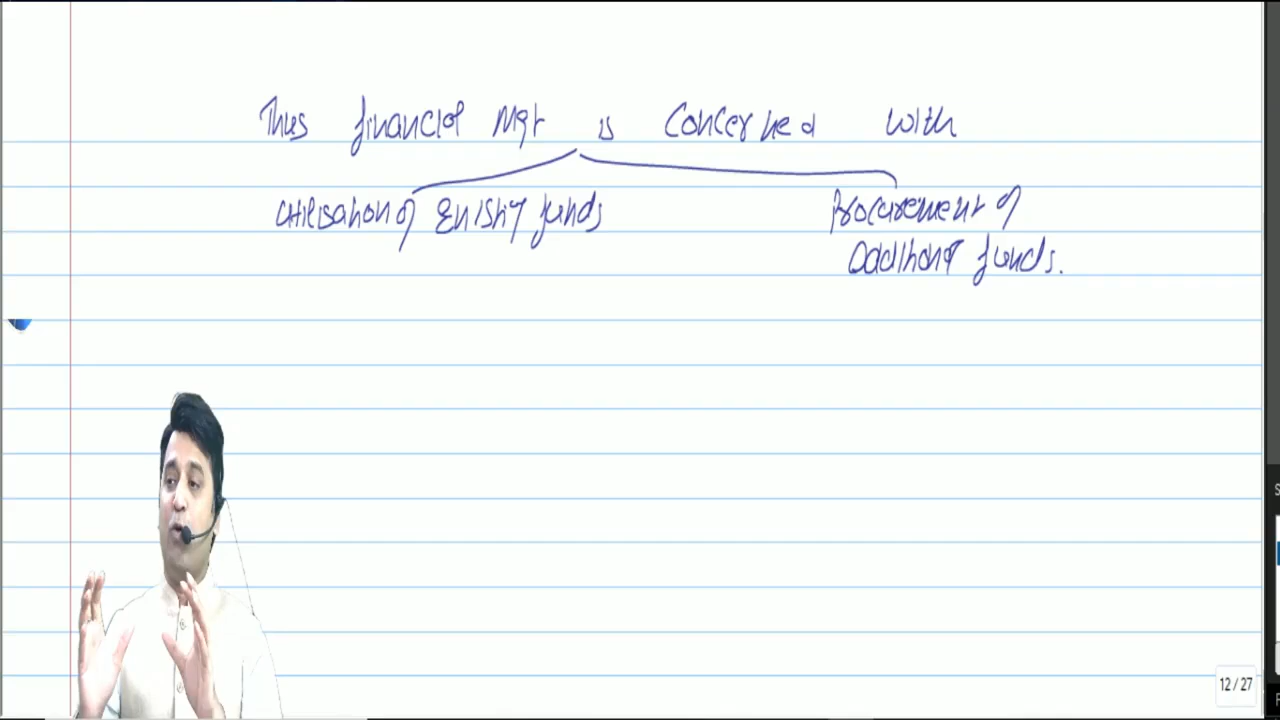 Thus financial Mgt is Concerned with
Utilisation of Existing funds
Procurement of
Additional funds.
12 / 27